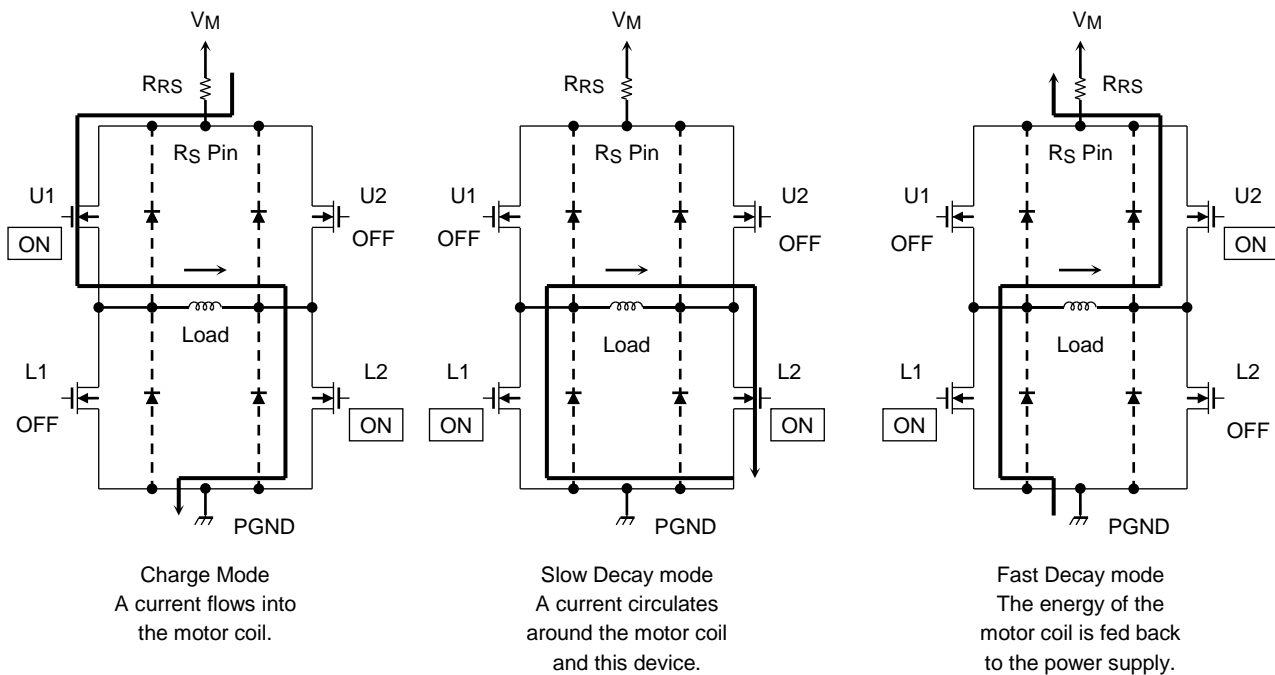 VM
RRS
RS Pin
U1
ON
U2
OFF
Load
L1
OFF
L2
ON
PGND
Charge Mode
A current flows into
the motor coil.
VM
RRS
RS Pin
U1
OFF
U2
OFF
Load
L1
ON
L2
ON
PGND
Slow Decay mode
A current circulates
around the motor coil
and this device.
VM
RRS
RS Pin
U1
OFF
U2
ON
Load
L1
ON
L2
OFF
PGND
Fast Decay mode
The energy of the
motor coil is fed back
to the power supply.